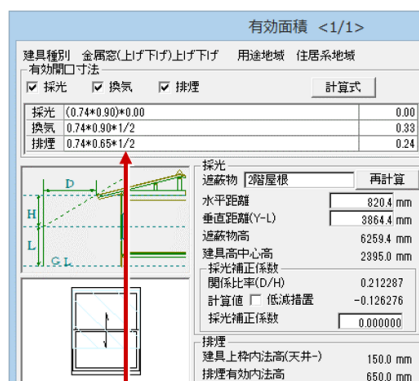 有効面積 <1/1>
建具種別 金属窓(上げ下げ)上げ下げ 用途地域 住居系地域
有効開口寸法
採光 換気 排煙 計算式
採光 (0.74*0.90)*0.00 0.00
換気 0.74*0.90*1/2 0.33
排煙 0.74*0.65*1/2 0.24
採光
遮蔽物 2階屋根 再計算
水平距離 820.4 mm
垂直距離(Y-L) 3864.4 mm
遮蔽物高 6259.4 mm
建具高中心高 2395.0 mm
採光補正係数
関係比率(D/H) 0.212287
計算値 低減措置 -0.126276
採光補正係数 0.000000
排煙
建具上枠内法高(天井-) 150.0 mm
排煙有効内法高 650.0 mm
D
H
L
G L